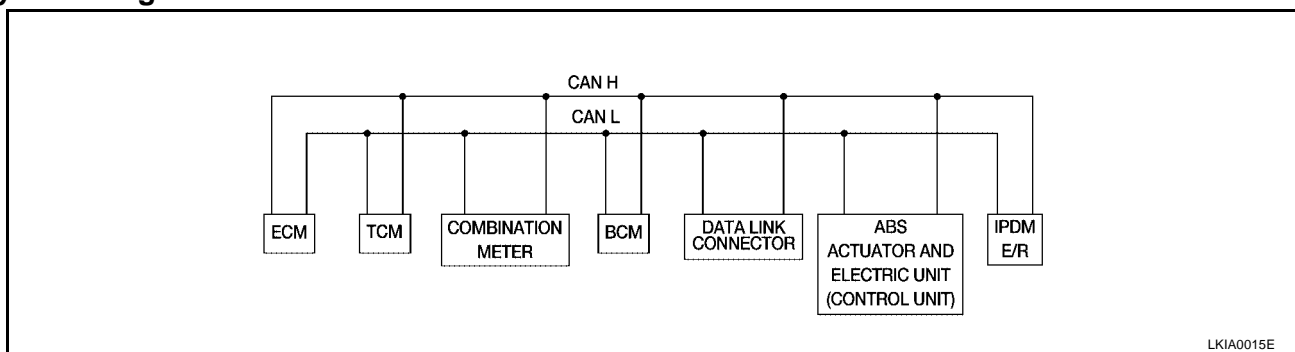 CAN H
CAN L
ECM
TCM
COMBINATION
METER
BCM
DATA LINK
CONNECTOR
ABS
ACTUATOR AND
ELECTRIC UNIT
(CONTROL UNIT)
IPDM
E/R
LKIA0015E